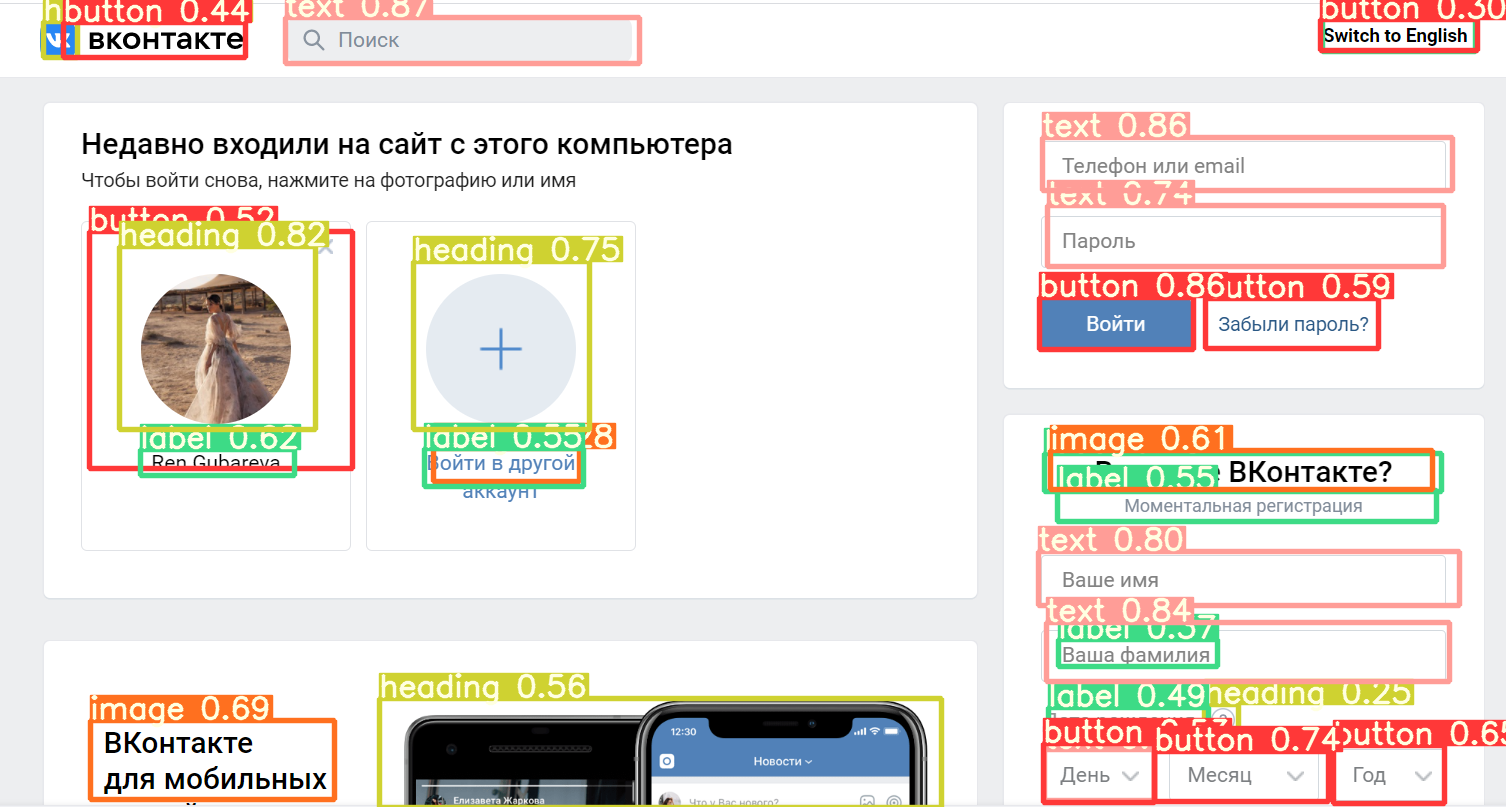 button 0.44
text 0.87
button 0.30
вконтакте
Поиск
Switch to English
Недавно входили на сайт с этого компьютера
Чтобы войти снова, нажмите на фотографию или имя
button 0.52
heading 0.82
heading 0.75
label 0.62
label 0.55
Ren Gubareva
Войти в другой
аккаунт
text 0.86
Телефон или email
text 0.74
Пароль
button 0.86
utton 0.59
Войти
Забыли пароль?
image 0.61
ВКонтакте?
label 0.55
Моментальная регистрация
text 0.80
Ваше имя
text 0.84
label 0.37
Ваша фамилия
label 0.49
heading 0.25
button
button 0.74
button 0.65
День
Месяц
Год
image 0.69
ВКонтакте
для мобильных
heading 0.56
12:30
Новости
Елизавета Жаркова
Что у Вас нового?